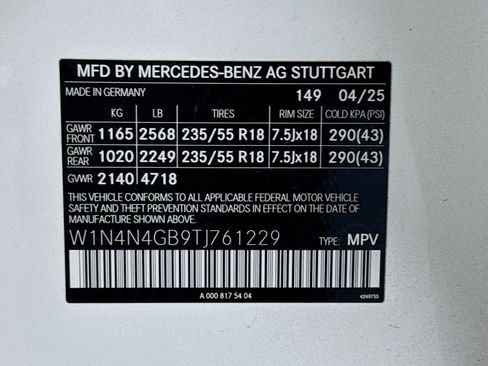 MFD BY MERCEDES-BENZ AG STUTTGART
MADE IN GERMANY 149 04/25
KG LB TIRES RIM SIZE COLD KPA(PSI)
GAWR FRONT 1165 2568 235/55 R18 7.5Jx18 290(43)
GAWR REAR 1020 2249 235/55 R18 7.5Jx18 290(43)
GVWR 2140 4718
THIS VEHICLE CONFORMS TO ALL APPLICABLE FEDERAL MOTOR VEHICLE
SAFETY AND THEFT PREVENTION STANDARDS IN EFFECT ON THE DATE
OF MANUFACTURE SHOWN ABOVE.
W1N4N4GB9TJ761229 TYPE: MPV
A 000 817 54 04 4248755